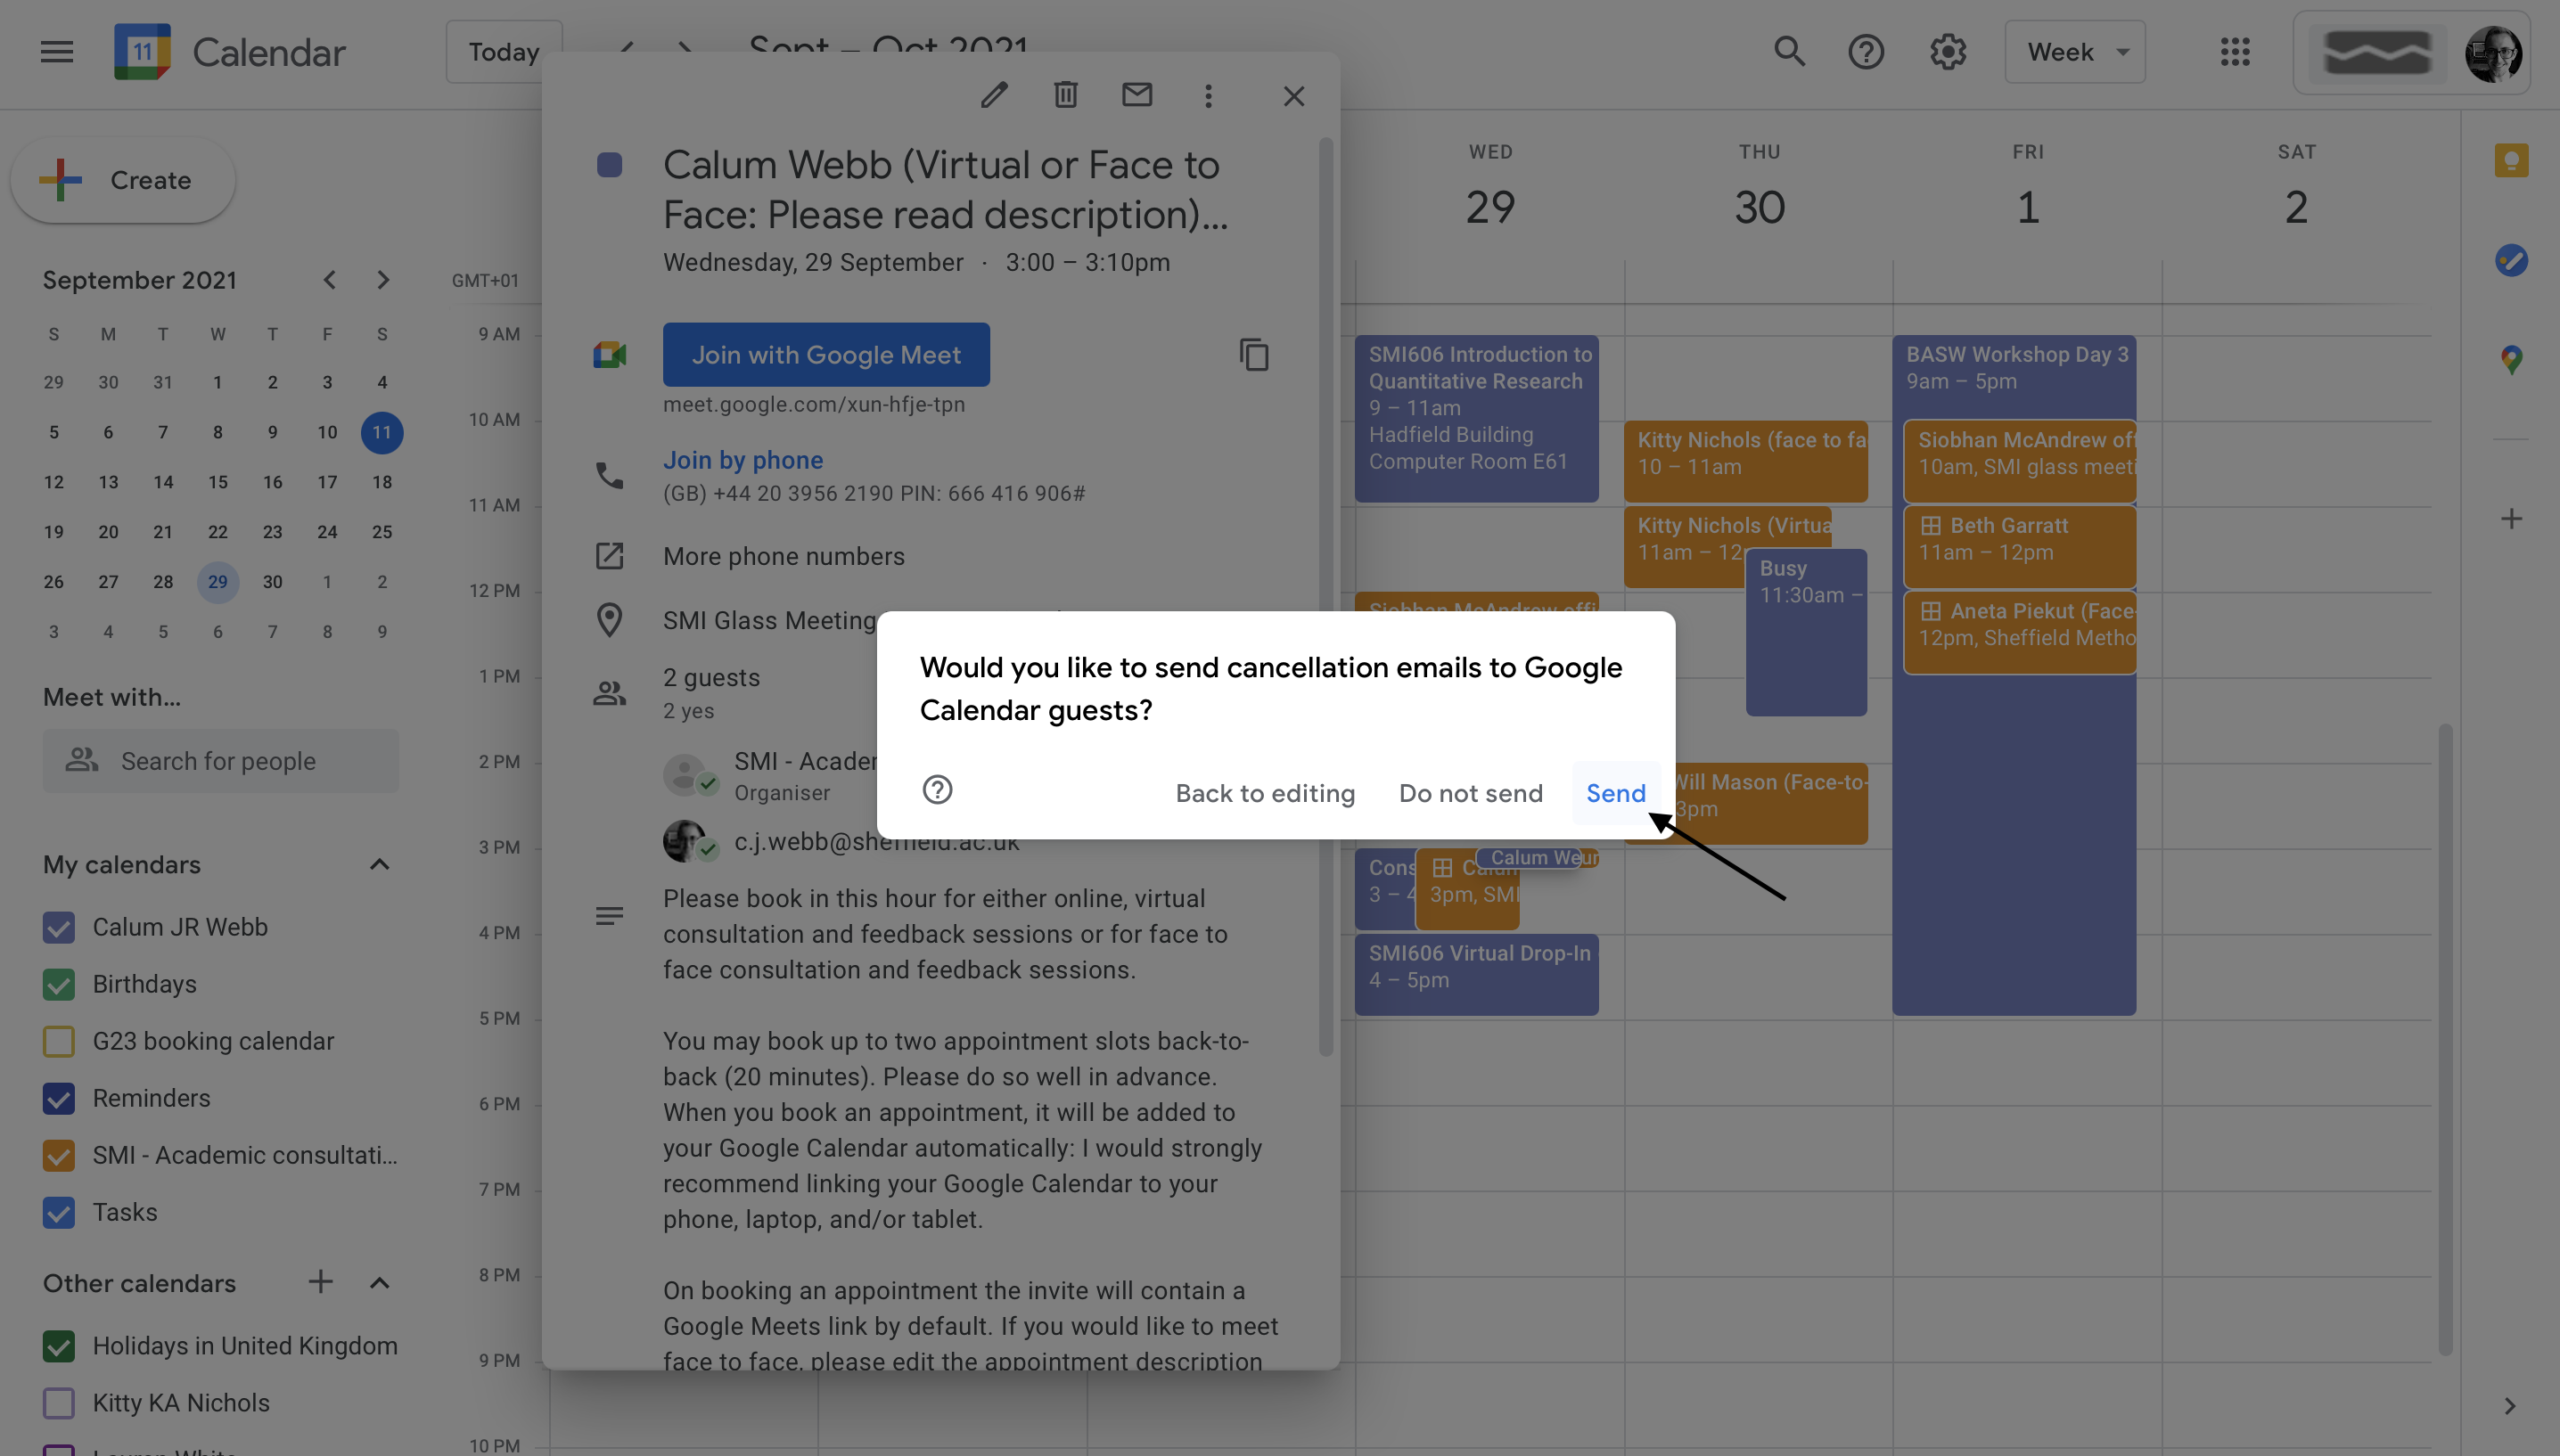 11
Calendar
Today
Sept – Oct 2021
Week
Create
September 2021
S M T W T F S
29 30 31 1 2 3 4
5 6 7 8 9 10 11
12 13 14 15 16 17 18
19 20 21 22 23 24 25
26 27 28 29 30 1 2
3 4 5 6 7 8 9
Meet with...
Search for people
My calendars
Calum JR Webb
Birthdays
G23 booking calendar
Reminders
SMI - Academic consultati...
Tasks
Other calendars
Holidays in United Kingdom
Kitty KA Nichols
GMT+01
9 AM
10 AM
11 AM
12 PM
1 PM
2 PM
3 PM
4 PM
5 PM
6 PM
7 PM
8 PM
9 PM
10 PM
Calum Webb (Virtual or Face to
Face: Please read description)...
Wednesday, 29 September · 3:00 – 3:10pm
Join with Google Meet
meet.google.com/xun-hfje-tpn
Join by phone
(GB) +44 20 3956 2190 PIN: 666 416 906#
More phone numbers
SMI Glass Meeting
2 guests
2 yes
SMI - Acader
Organiser
c.j.webb@sheffield.ac.uk
Please book in this hour for either online, virtual
consultation and feedback sessions or for face to
face consultation and feedback sessions.
You may book up to two appointment slots back-to-
back (20 minutes). Please do so well in advance.
When you book an appointment, it will be added to
your Google Calendar automatically: I would strongly
recommend linking your Google Calendar to your
phone, laptop, and/or tablet.
On booking an appointment the invite will contain a
Google Meets link by default. If you would like to meet
face to face, please edit the appointment description
Would you like to send cancellation emails to Google
Calendar guests?
Back to editing
Do not send
Send
WED
29
THU
30
FRI
1
SAT
2
SMI606 Introduction to
Quantitative Research
9 – 11am
Hadfield Building
Computer Room E61
Siobhan McAndrew offi
Cons
3 – 4
3pm, SMI
Calum We
SMI606 Virtual Drop-In
4 – 5pm
Kitty Nichols (face to fa
10 – 11am
Kitty Nichols (Virtua
11am – 12p
Busy
11:30am –
Will Mason (Face-to-
3pm
BASW Workshop Day 3
9am – 5pm
Siobhan McAndrew off
10am, SMI glass meeti
Beth Garratt
11am – 12pm
Aneta Piekut (Face-
12pm, Sheffield Metho